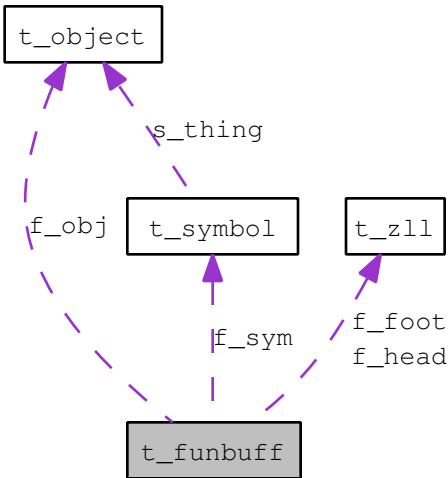 t_object
s_thing
f_obj
t_symbol
t_zll
f_sym
f_foot
f_head
t_funbuff